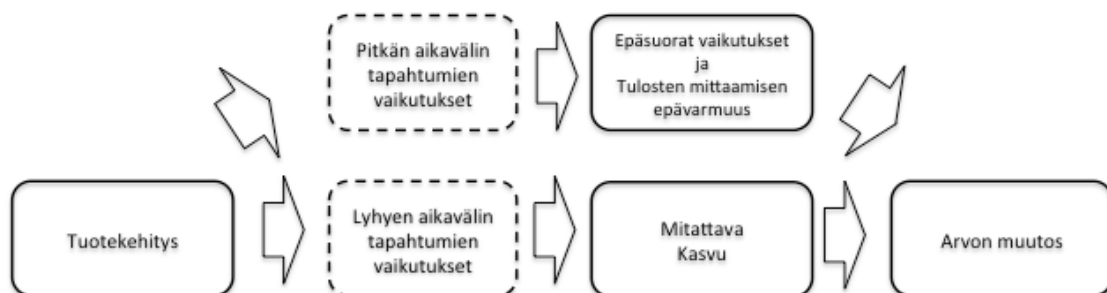 Pitkän aikavälin
tapahtumien
vaikutukset
Epäsuorat vaikutukset
ja
Tulosten mittaamisen
epävarmuus
Tuotekehitys
Lyhyen aikavälin
tapahtumien
vaikutukset
Mitattava
Kasvu
Arvon muutos